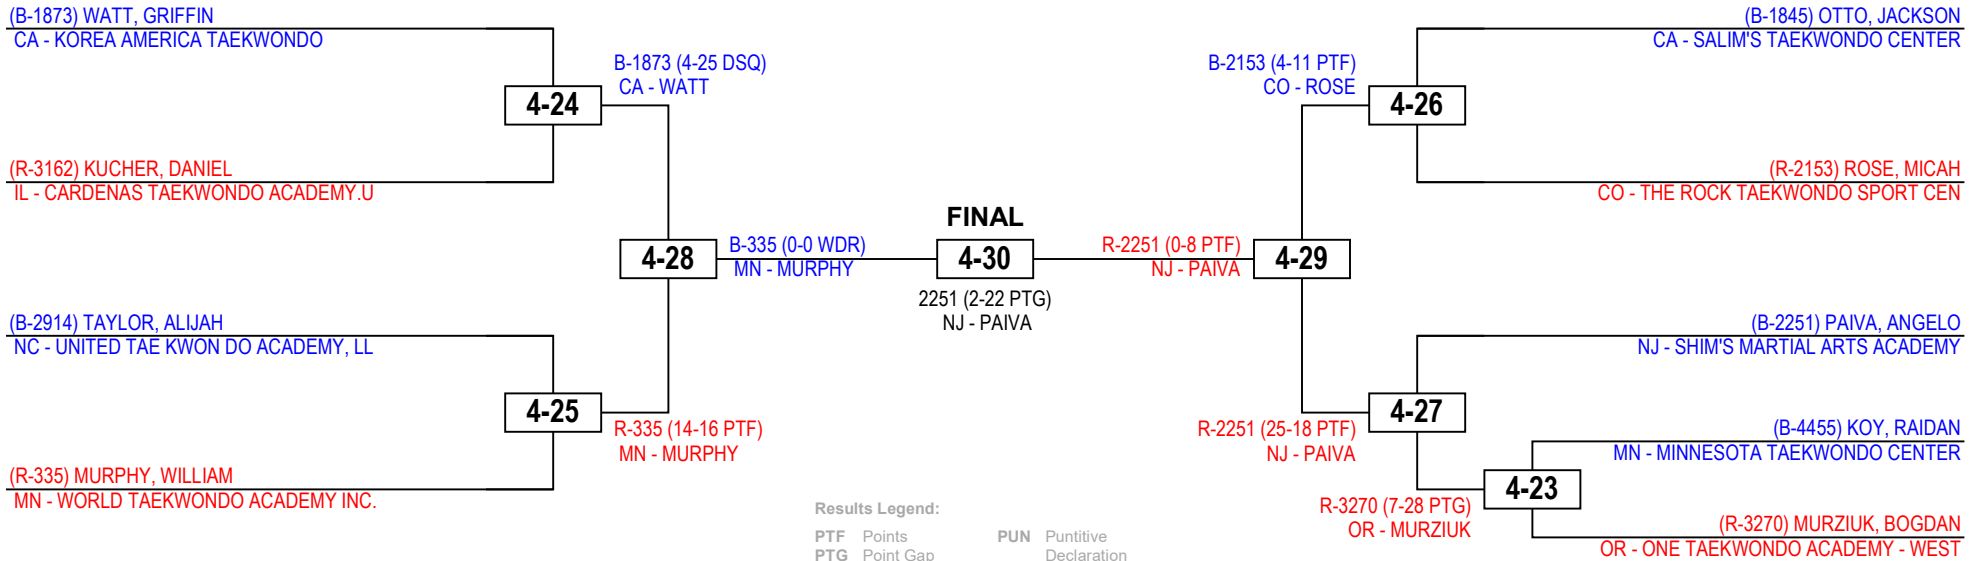 (B-1873) WATT, GRIFFIN
CA - KOREA AMERICA TAEKWONDO
4-24
B-1873 (4-25 DSQ)
CA - WATT
(R-3162) KUCHER, DANIEL
IL - CARDENAS TAEKWONDO ACADEMY.U
4-28
B-335 (0-0 WDR)
MN - MURPHY
(B-2914) TAYLOR, ALIJAH
NC - UNITED TAE KWON DO ACADEMY, LL
4-25
R-335 (14-16 PTF)
MN - MURPHY
(R-335) MURPHY, WILLIAM
MN - WORLD TAEKWONDO ACADEMY INC.
FINAL
4-30
2251 (2-22 PTG)
NJ - PAIVA
(B-1845) OTTO, JACKSON
CA - SALIM'S TAEKWONDO CENTER
B-2153 (4-11 PTF)
CO - ROSE
4-26
(R-2153) ROSE, MICAH
CO - THE ROCK TAEKWONDO SPORT CEN
R-2251 (0-8 PTF)
NJ - PAIVA
4-29
(B-2251) PAIVA, ANGELO
NJ - SHIM'S MARTIAL ARTS ACADEMY
4-27
R-2251 (25-18 PTF)
NJ - PAIVA
(B-4455) KOY, RAIDAN
MN - MINNESOTA TAEKWONDO CENTER
4-23
R-3270 (7-28 PTG)
OR - MURZIUK
(R-3270) MURZIUK, BOGDAN
OR - ONE TAEKWONDO ACADEMY - WEST
Results Legend:
PTF Points
PTG Point Gap
PUN Puntitive
Declaration